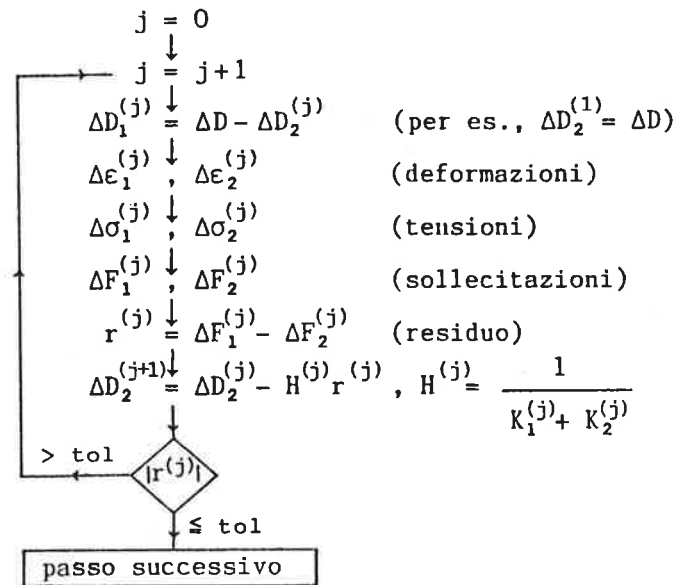 j = 0
j = j+1
ΔD₁⁽ʲ⁾ = ΔD − ΔD₂⁽ʲ⁾ (per es., ΔD₂⁽¹⁾ = ΔD)
Δε₁⁽ʲ⁾ , Δε₂⁽ʲ⁾ (deformazioni)
Δσ₁⁽ʲ⁾ , Δσ₂⁽ʲ⁾ (tensioni)
ΔF₁⁽ʲ⁾ , ΔF₂⁽ʲ⁾ (sollecitazioni)
r⁽ʲ⁾ = ΔF₁⁽ʲ⁾ − ΔF₂⁽ʲ⁾ (residuo)
ΔD₂⁽ʲ⁺¹⁾ = ΔD₂⁽ʲ⁾ − H⁽ʲ⁾ r⁽ʲ⁾ , H⁽ʲ⁾ = 1 / K₁⁽ʲ⁾ + K₂⁽ʲ⁾
> tol
|r⁽ʲ⁾|
≦ tol
passo successivo